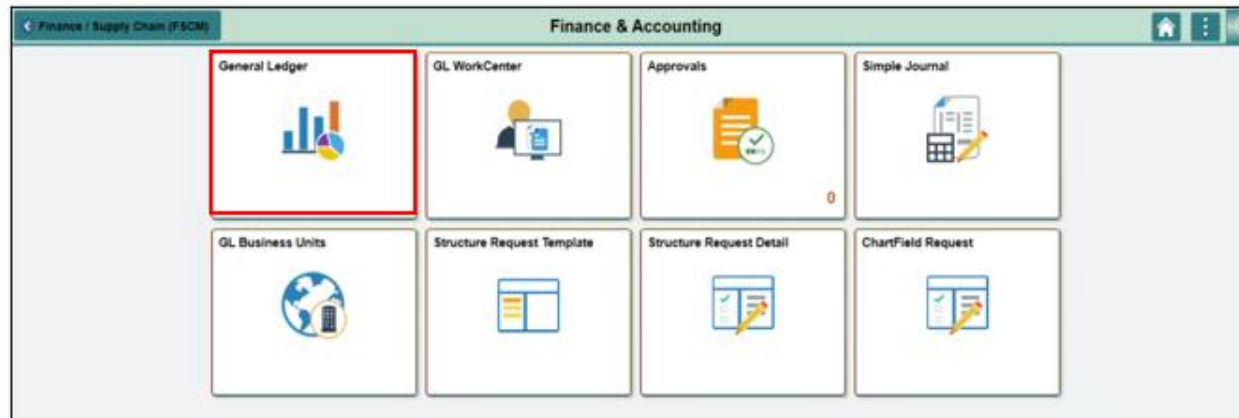 Finance / Supply Chain (FSCM)
Finance & Accounting
General Ledger
GL WorkCenter
Approvals
Simple Journal
0
GL Business Units
Structure Request Template
Structure Request Detail
ChartField Request